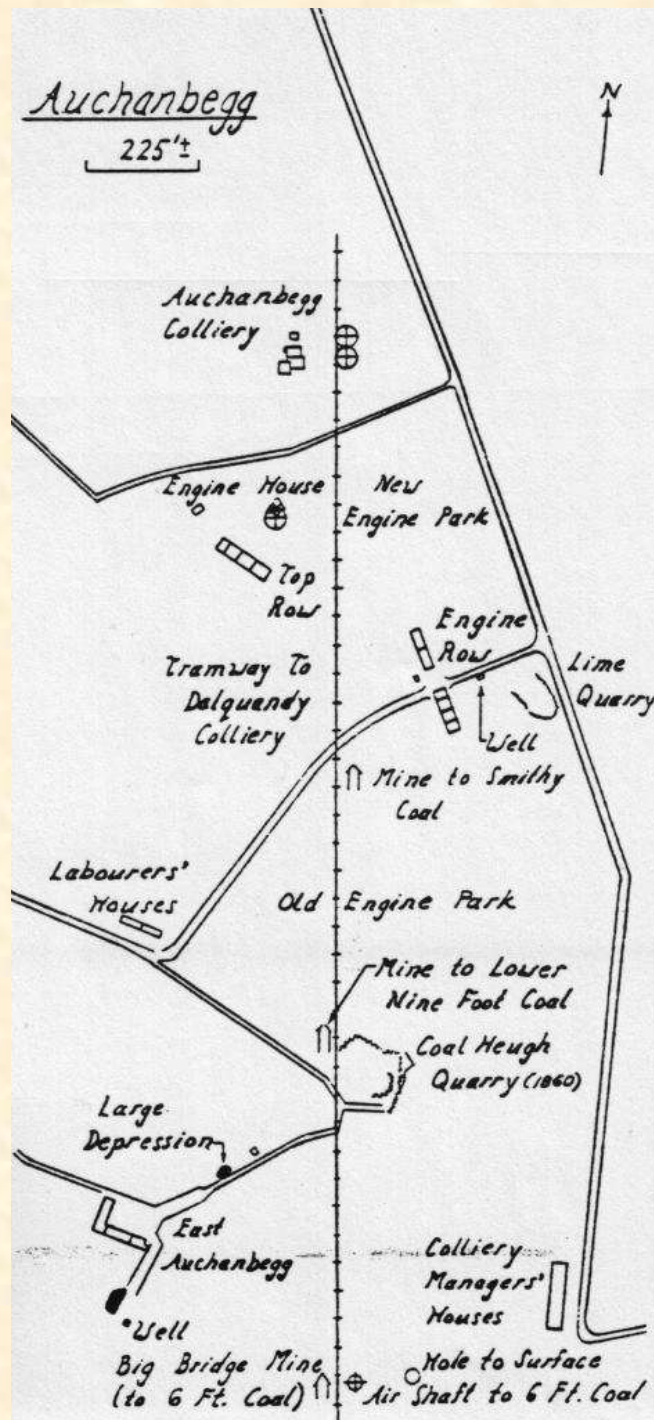 Auchanbegg
225'±
N
Auchanbegg
Colliery
Engine House
New
Engine Park
Top
Row
Engine
Row
Lime
Quarry
Tramway To
Dalquandy
Colliery
Well
Mine to Smithy
Coal
Labourers'
Houses
Old Engine Park
Mine to Lower
Nine Foot Coal
Coal Heugh
Quarry (1860)
Large
Depression
East
Auchanbegg
Colliery
Managers'
Houses
Well
Big Bridge Mine
(to 6 Ft. Coal)
Hole to Surface
Air Shaft to 6 Ft. Coal